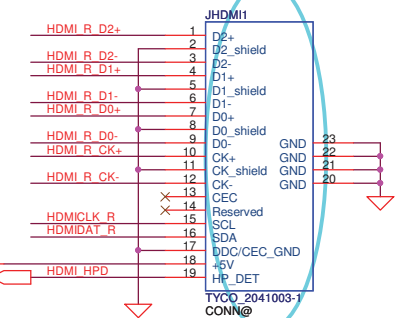 JHDMI1
HDMI_R_D2+ 1 D2+
2 D2_shield
HDMI_R_D2- 3 D2-
HDMI_R_D1+ 4 D1+
5 D1_shield
HDMI_R_D1- 6 D1-
HDMI_R_D0+ 7 D0+
8 D0_shield
HDMI_R_D0- 9 D0- GND 23
HDMI_R_CK+ 10 CK+ GND 22
11 CK_shield GND 21
HDMI_R_CK- 12 CK- GND 20
13 CEC
14 Reserved
HDMICLK_R 15 SCL
HDMIDAT_R 16 SDA
17 DDC/CEC_GND
18 +5V
HDMI_HPD 19 HP_DET
TYCO_2041003-1
CONN@